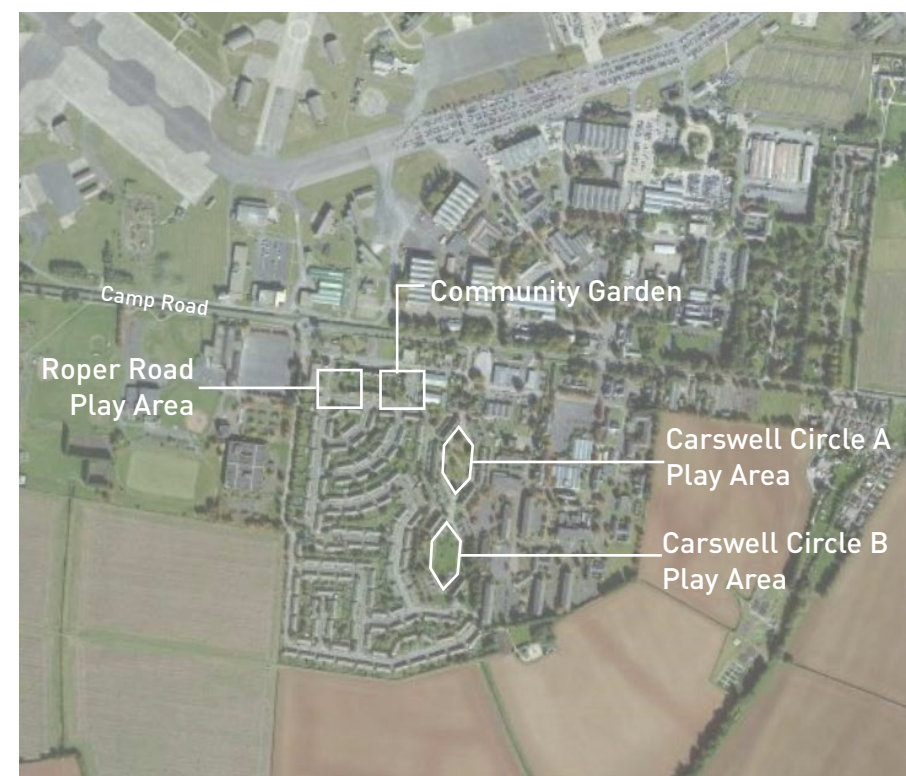 Community Garden
Camp Road
Roper Road
Play Area
Carswell Circle A
Play Area
Carswell Circle B
Play Area